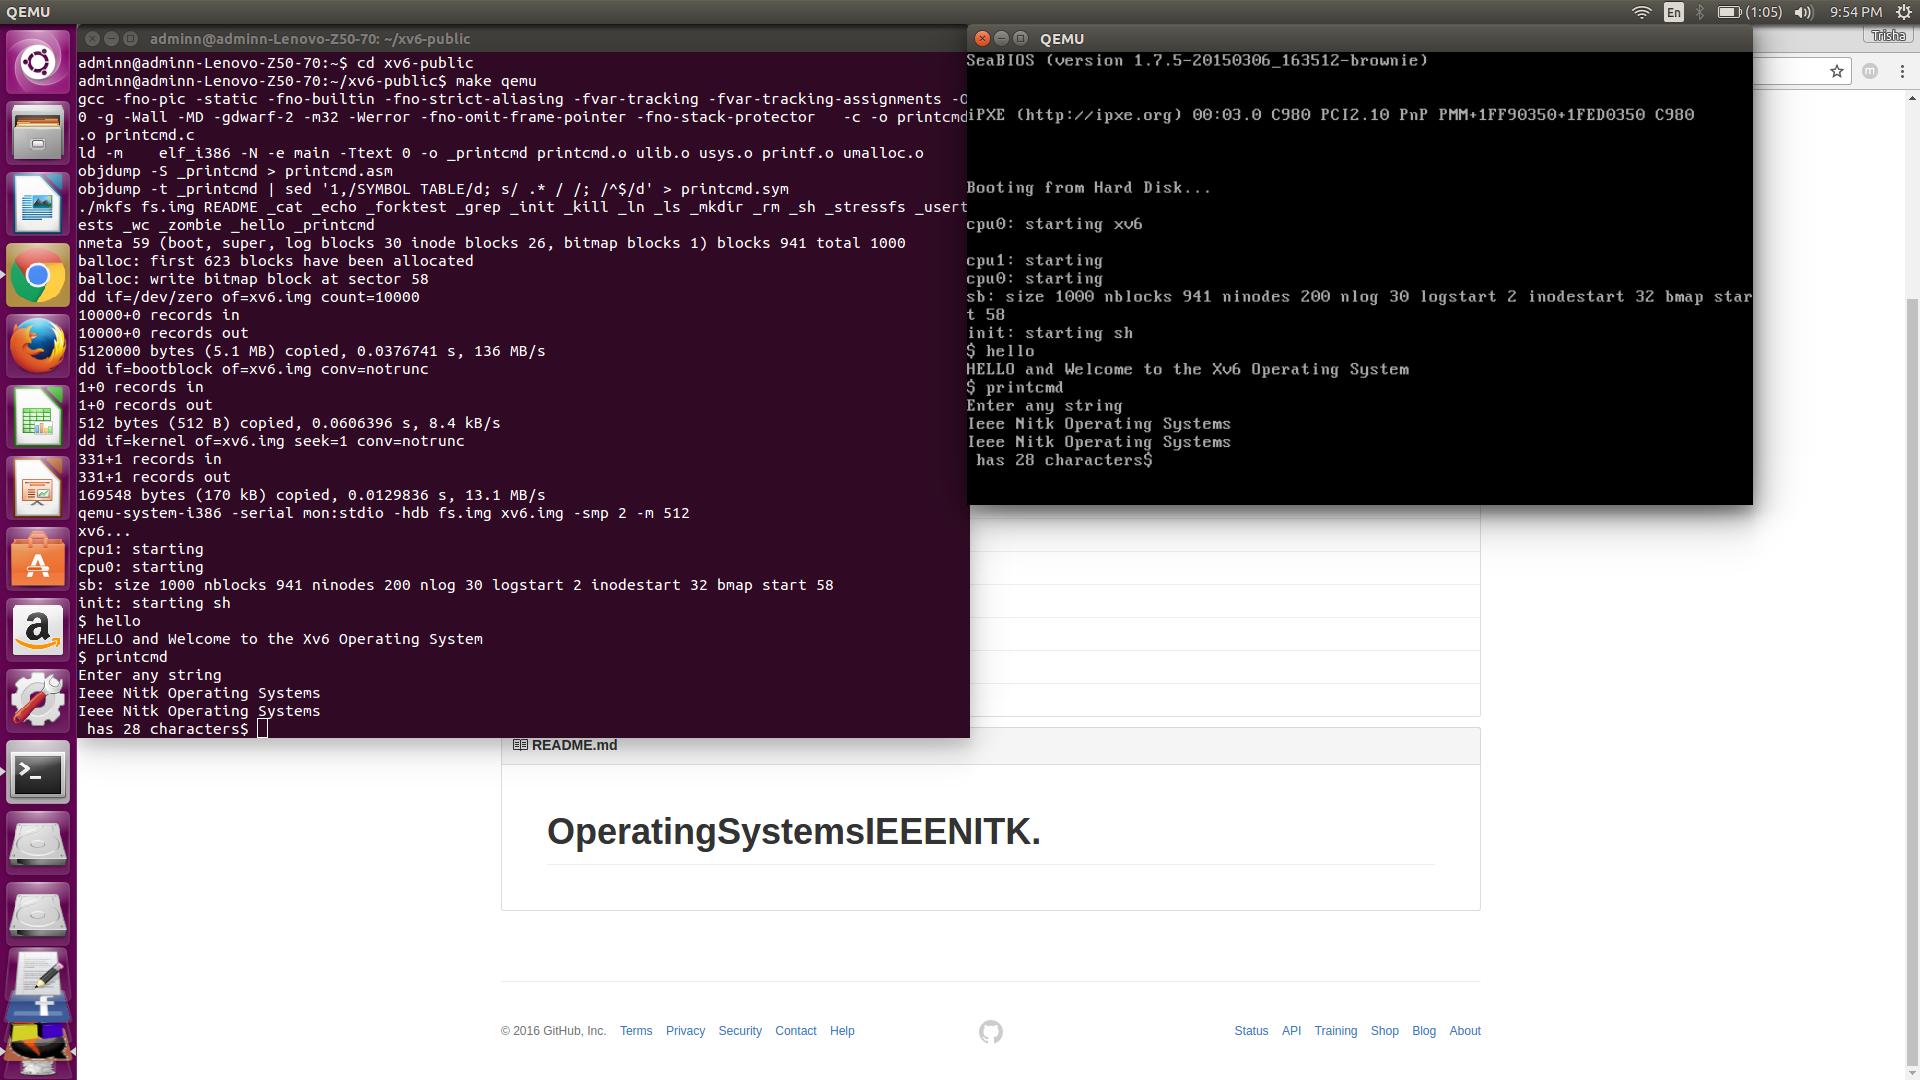 QEMU
En
(1:05)
9:54 PM
adminn@adminn-Lenovo-Z50-70: ~/xv6-public
adminn@adminn-Lenovo-Z50-70:~$ cd xv6-public
adminn@adminn-Lenovo-Z50-70:~/xv6-public$ make qemu
gcc -fno-pic -static -fno-builtin -fno-strict-aliasing -fvar-tracking -fvar-tracking-assignments -O
0 -g -Wall -MD -gdwarf-2 -m32 -Werror -fno-omit-frame-pointer -fno-stack-protector   -c -o printcmd
.o printcmd.c
ld -m    elf_i386 -N -e main -Ttext 0 -o _printcmd printcmd.o ulib.o usys.o printf.o umalloc.o
objdump -S _printcmd > printcmd.asm
objdump -t _printcmd | sed '1,/SYMBOL TABLE/d; s/ .* / /; /^$/d' > printcmd.sym
./mkfs fs.img README _cat _echo _forktest _grep _init _kill _ln _ls _mkdir _rm _sh _stressfs _usert
ests _wc _zombie _hello _printcmd
nmeta 59 (boot, super, log blocks 30 inode blocks 26, bitmap blocks 1) blocks 941 total 1000
balloc: first 623 blocks have been allocated
balloc: write bitmap block at sector 58
dd if=/dev/zero of=xv6.img count=10000
10000+0 records in
10000+0 records out
5120000 bytes (5.1 MB) copied, 0.0376741 s, 136 MB/s
dd if=bootblock of=xv6.img conv=notrunc
1+0 records in
1+0 records out
512 bytes (512 B) copied, 0.0606396 s, 8.4 kB/s
dd if=kernel of=xv6.img seek=1 conv=notrunc
331+1 records in
331+1 records out
169548 bytes (170 kB) copied, 0.0129836 s, 13.1 MB/s
qemu-system-i386 -serial mon:stdio -hdb fs.img xv6.img -smp 2 -m 512
xv6...
cpu1: starting
cpu0: starting
sb: size 1000 nblocks 941 ninodes 200 nlog 30 logstart 2 inodestart 32 bmap start 58
init: starting sh
$ hello
HELLO and Welcome to the Xv6 Operating System
$ printcmd
Enter any string
Ieee Nitk Operating Systems
Ieee Nitk Operating Systems
 has 28 characters$
QEMU
Trisha
SeaBIOS (version 1.7.5-20150306_163512-brownie)
iPXE (http://ipxe.org) 00:03.0 C980 PCI2.10 PnP PMM+1FF90350+1FED0350 C980
Booting from Hard Disk...
cpu0: starting xv6
cpu1: starting
cpu0: starting
sb: size 1000 nblocks 941 ninodes 200 nlog 30 logstart 2 inodestart 32 bmap star
t 58
init: starting sh
$ hello
HELLO and Welcome to the Xv6 Operating System
$ printcmd
Enter any string
Ieee Nitk Operating Systems
Ieee Nitk Operating Systems
 has 28 characters$
README.md
OperatingSystemsIEEENITK.
© 2016 GitHub, Inc. Terms Privacy Security Contact Help
Status API Training Shop Blog About